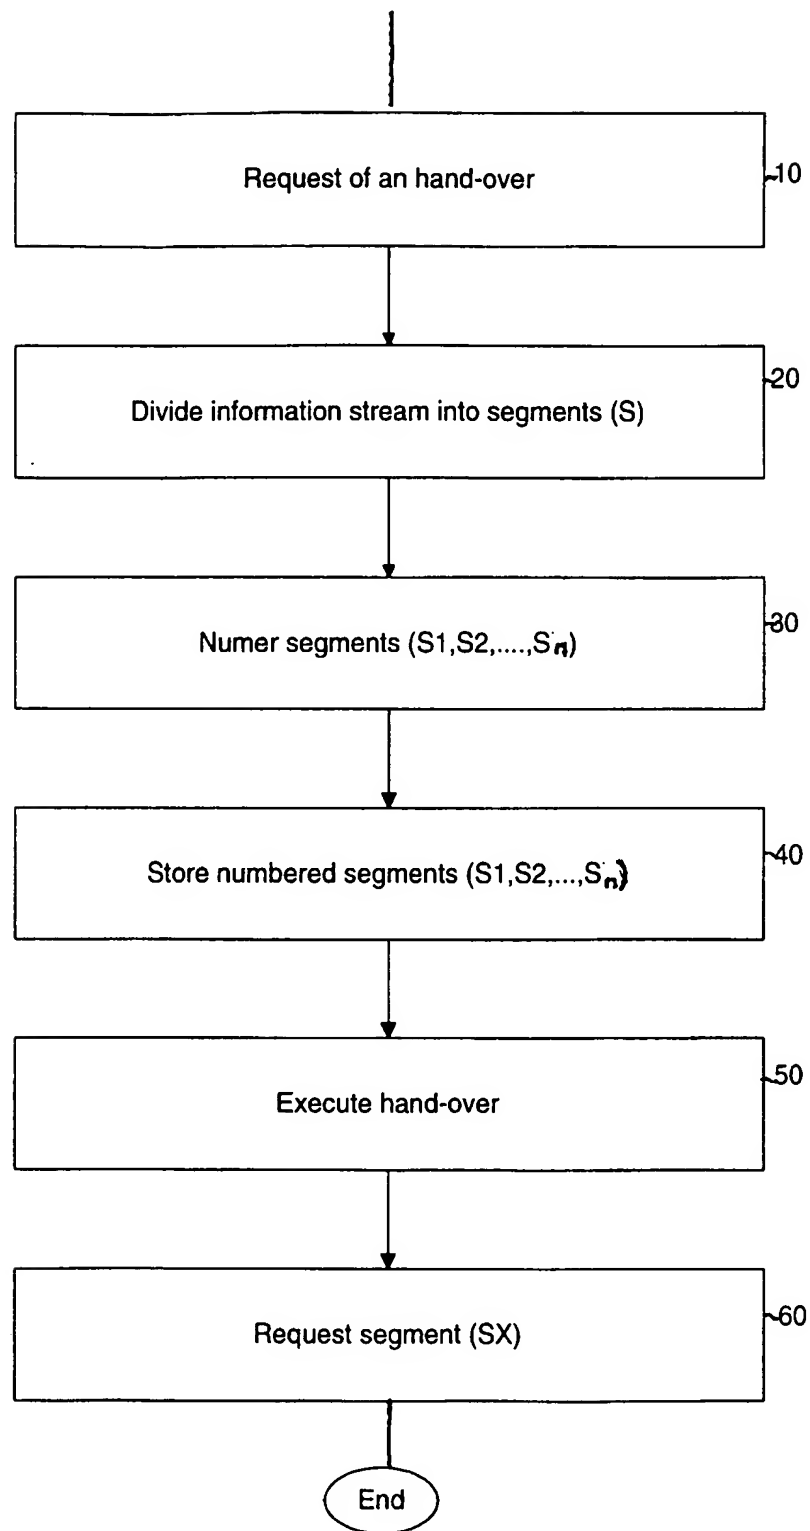 Request of an hand-over
10
Divide information stream into segments (S)
20
Numer segments (S1,S2,....,Sn)
30
Store numbered segments (S1,S2,...,Sn)
40
Execute hand-over
50
Request segment (SX)
60
End